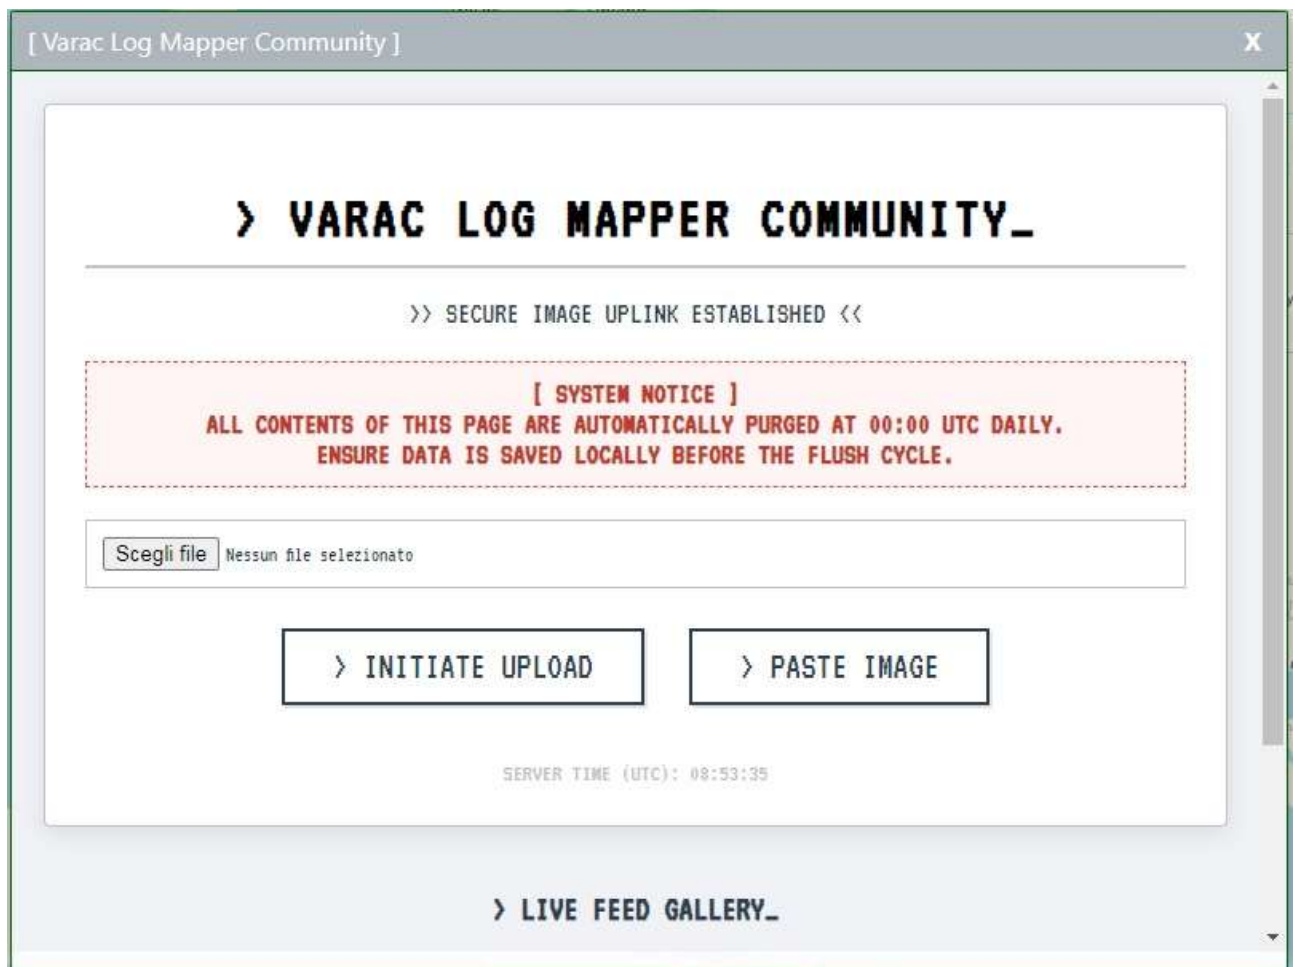 [ Varac Log Mapper Community ]
X
> VARAC LOG MAPPER COMMUNITY_
>> SECURE IMAGE UPLINK ESTABLISHED <<
[ SYSTEM NOTICE ]
ALL CONTENTS OF THIS PAGE ARE AUTOMATICALLY PURGED AT 00:00 UTC DAILY.
ENSURE DATA IS SAVED LOCALLY BEFORE THE FLUSH CYCLE.
Scegli file Nessun file selezionato
> INITIATE UPLOAD
> PASTE IMAGE
SERVER TIME (UTC): 08:53:35
> LIVE FEED GALLERY_